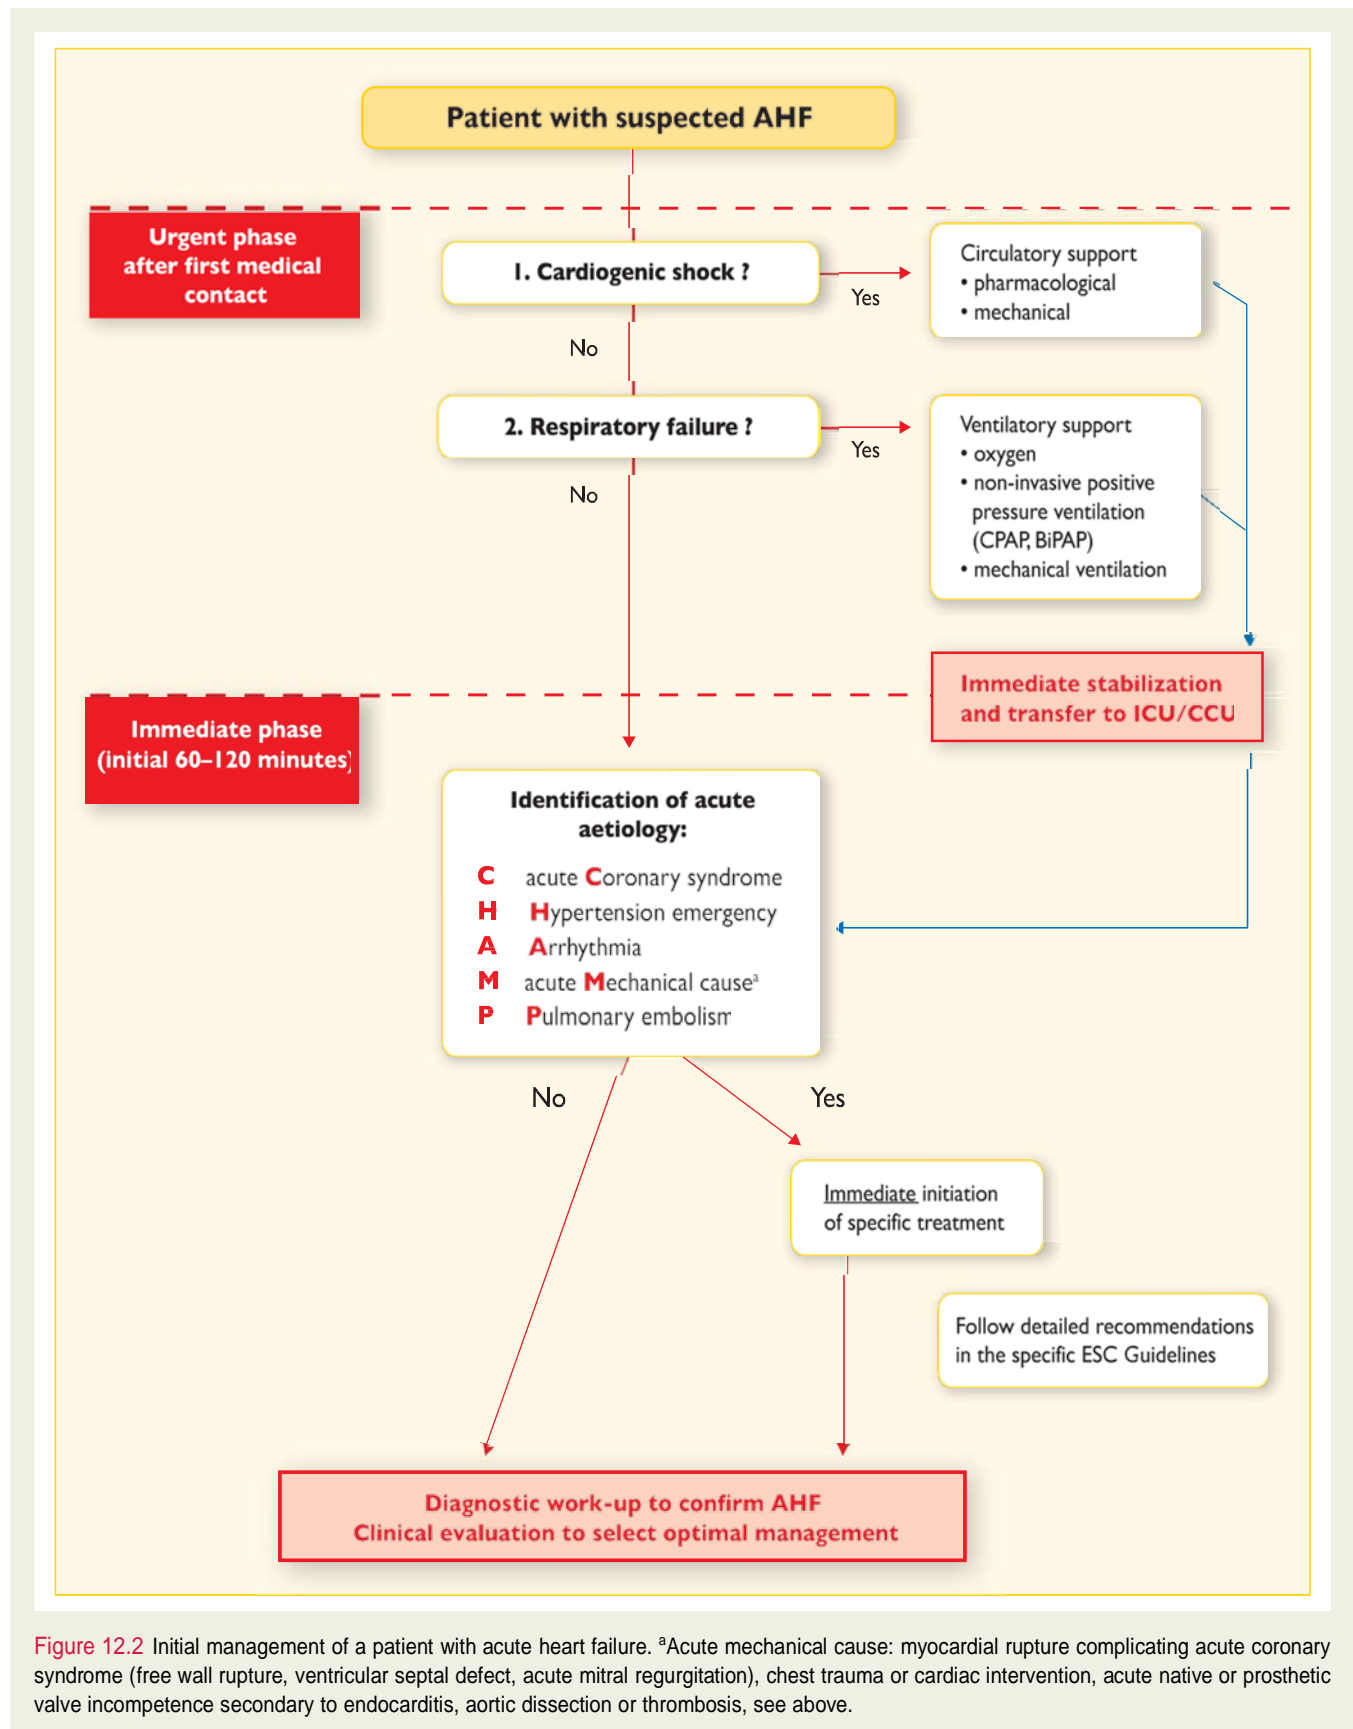 Patient with suspected AHF
Urgent phase
after first medical
contact
1. Cardiogenic shock ?
Yes
Circulatory support
• pharmacological
• mechanical
No
2. Respiratory failure ?
Yes
Ventilatory support
• oxygen
• non-invasive positive
pressure ventilation
(CPAP, BiPAP)
• mechanical ventilation
No
Immediate stabilization
and transfer to ICU/CCU
Immediate phase
(initial 60–120 minutes)
Identification of acute
aetiology:
C acute Coronary syndrome
H Hypertension emergency
A Arrhythmia
M acute Mechanical causeᵃ
P Pulmonary embolism
No
Yes
Immediate initiation
of specific treatment
Follow detailed recommendations
in the specific ESC Guidelines
Diagnostic work-up to confirm AHF
Clinical evaluation to select optimal management
Figure 12.2 Initial management of a patient with acute heart failure. ᵃAcute mechanical cause: myocardial rupture complicating acute coronary
syndrome (free wall rupture, ventricular septal defect, acute mitral regurgitation), chest trauma or cardiac intervention, acute native or prosthetic
valve incompetence secondary to endocarditis, aortic dissection or thrombosis, see above.